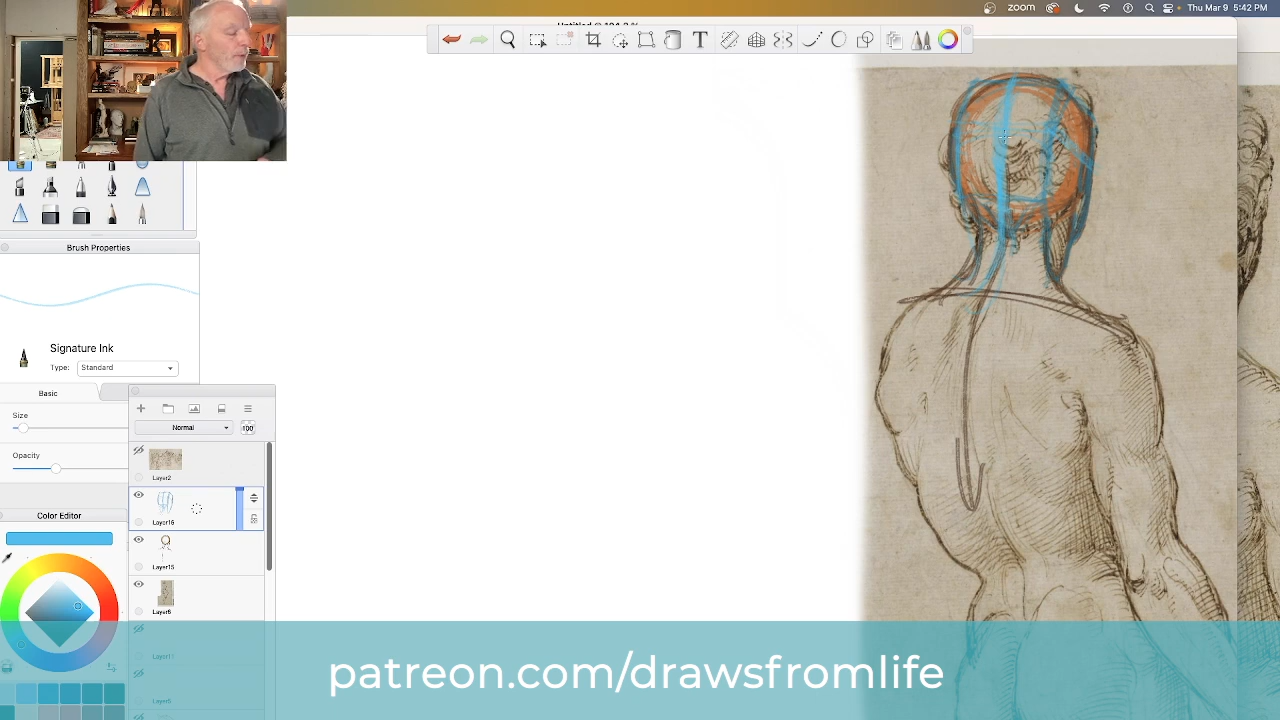 zoom
Thu Mar 9 5:42 PM
T
Brush Properties
Signature Ink
Type: Standard
Basic
Size
Opacity
Normal
100
Layer2
Layer16
Layer15
Layer6
Color Editor
Layer11
patreon.com/drawsfromlife